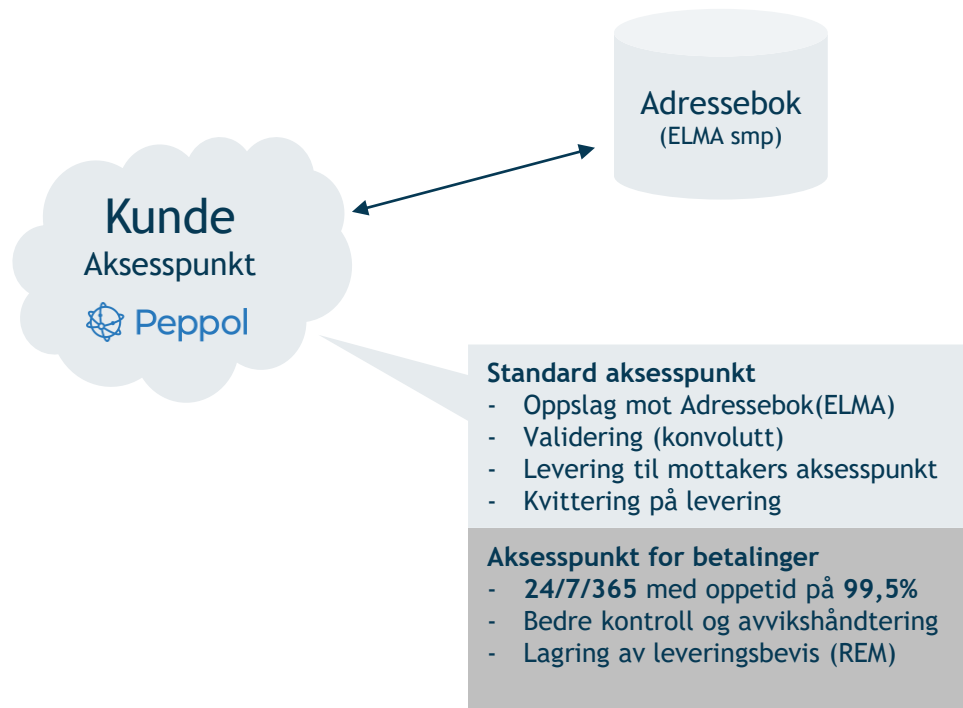 Adressebok
(ELMA smp)
Kunde
Aksesspunkt
Peppol
Standard aksesspunkt
- Oppslag mot Adressebok(ELMA)
- Validering (konvolutt)
- Levering til mottakers aksesspunkt
- Kvittering på levering
Aksesspunkt for betalinger
- 24/7/365 med oppetid på 99,5%
- Bedre kontroll og avvikshåndtering
- Lagring av leveringsbevis (REM)